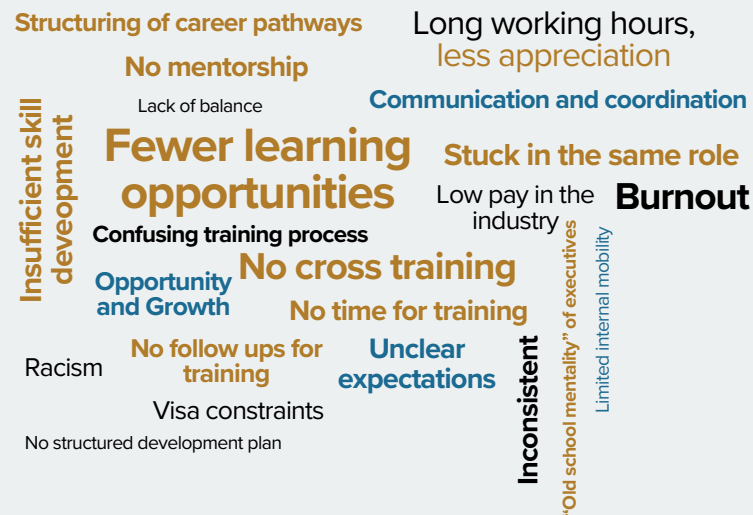 Structuring of career pathways
Long working hours,
less appreciation
No mentorship
Lack of balance
Communication and coordination
Insufficient skill
deveopment
Fewer learning
opportunities
Stuck in the same role
Low pay in the
industry
Burnout
Confusing training process
No cross training
Opportunity
and Growth
No time for training
"Old school mentality” of executives
Limited internal mobility
No follow ups for
training
Unclear
expectations
Inconsistent
Racism
Visa constraints
No structured development plan